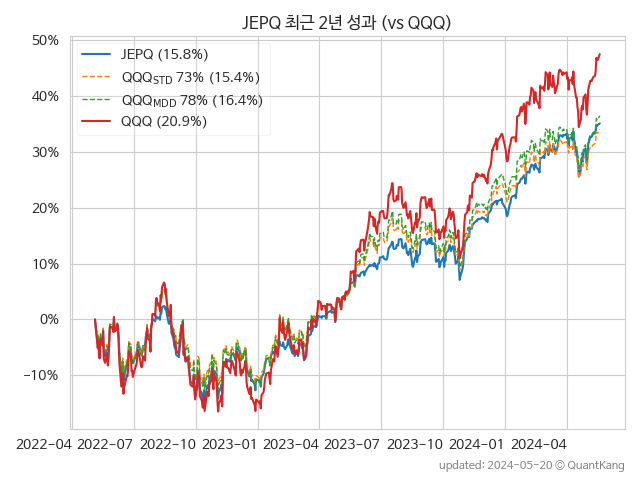 JEPQ 최근 2년 성과 (vs QQQ)
JEPQ (15.8%)
QQQSTD 73% (15.4%)
QQQMDD 78% (16.4%)
QQQ (20.9%)
50%
40%
30%
20%
10%
0%
−10%
2022-04 2022-07 2022-10 2023-01 2023-04 2023-07 2023-10 2024-01 2024-04
updated: 2024-05-20 © QuantKang